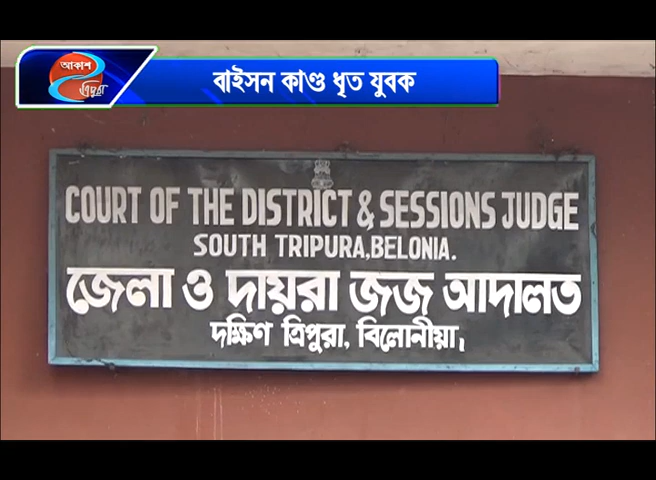 আকাশ
ত্রিপুরা
বাইসন কাণ্ড ধৃত যুবক
COURT OF THE DISTRICT & SESSIONS JUDGE
SOUTH TRIPURA,BELONIA.
জেলা ও দায়রা জজ আদালত
দক্ষিণ ত্রিপুরা, বিলোনীয়া।